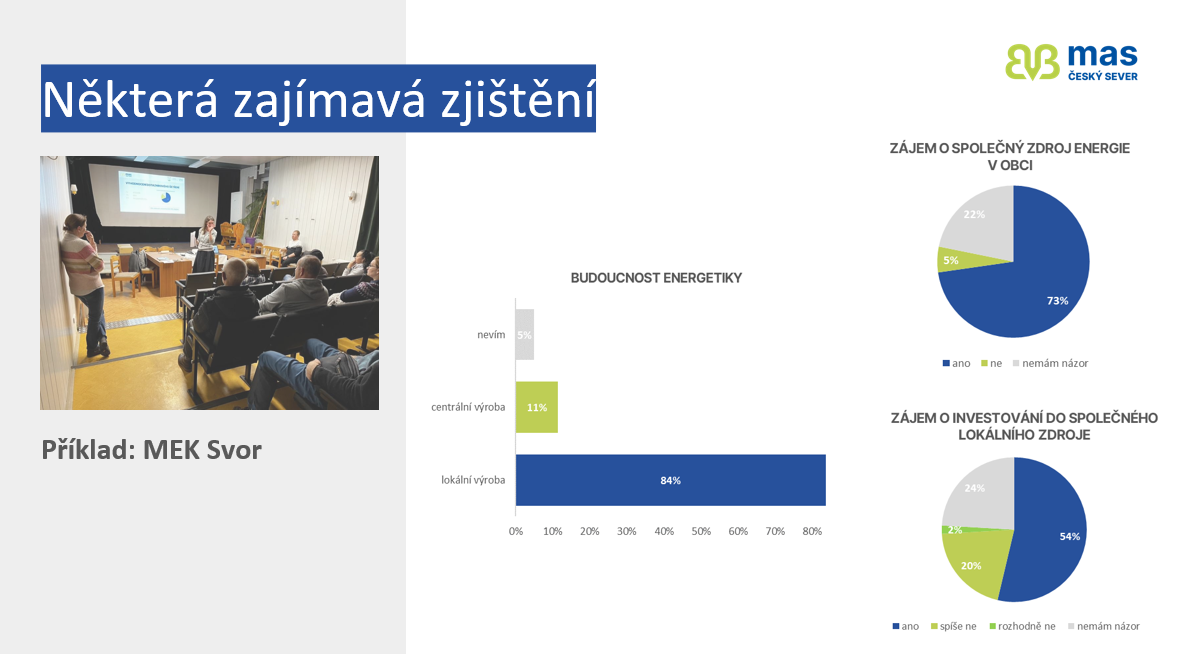 Některá zajímavá zjištění
mas
ČESKÝ SEVER
Příklad: MEK Svor
BUDOUCNOST ENERGETIKY
nevím
5%
centrální výroba
11%
lokální výroba
84%
0% 10% 20% 30% 40% 50% 60% 70% 80%
ZÁJEM O SPOLEČNÝ ZDROJ ENERGIE
V OBCI
22%
5%
73%
ano ne nemám názor
ZÁJEM O INVESTOVÁNÍ DO SPOLEČNÉHO
LOKÁLNÍHO ZDROJE
24%
2%
54%
20%
ano spíše ne rozhodně ne nemám názor